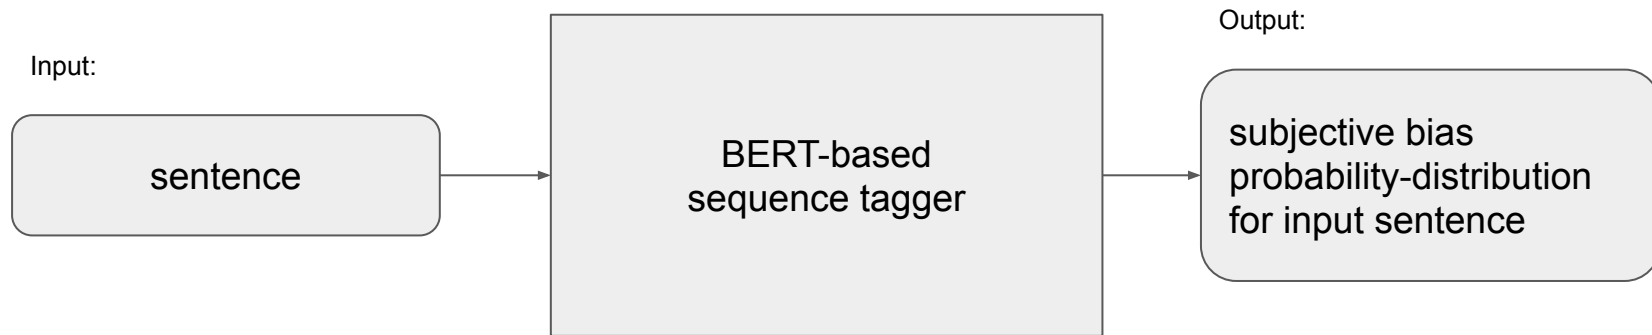 Input:
sentence
BERT-based
sequence tagger
Output:
subjective bias
probability-distribution
for input sentence